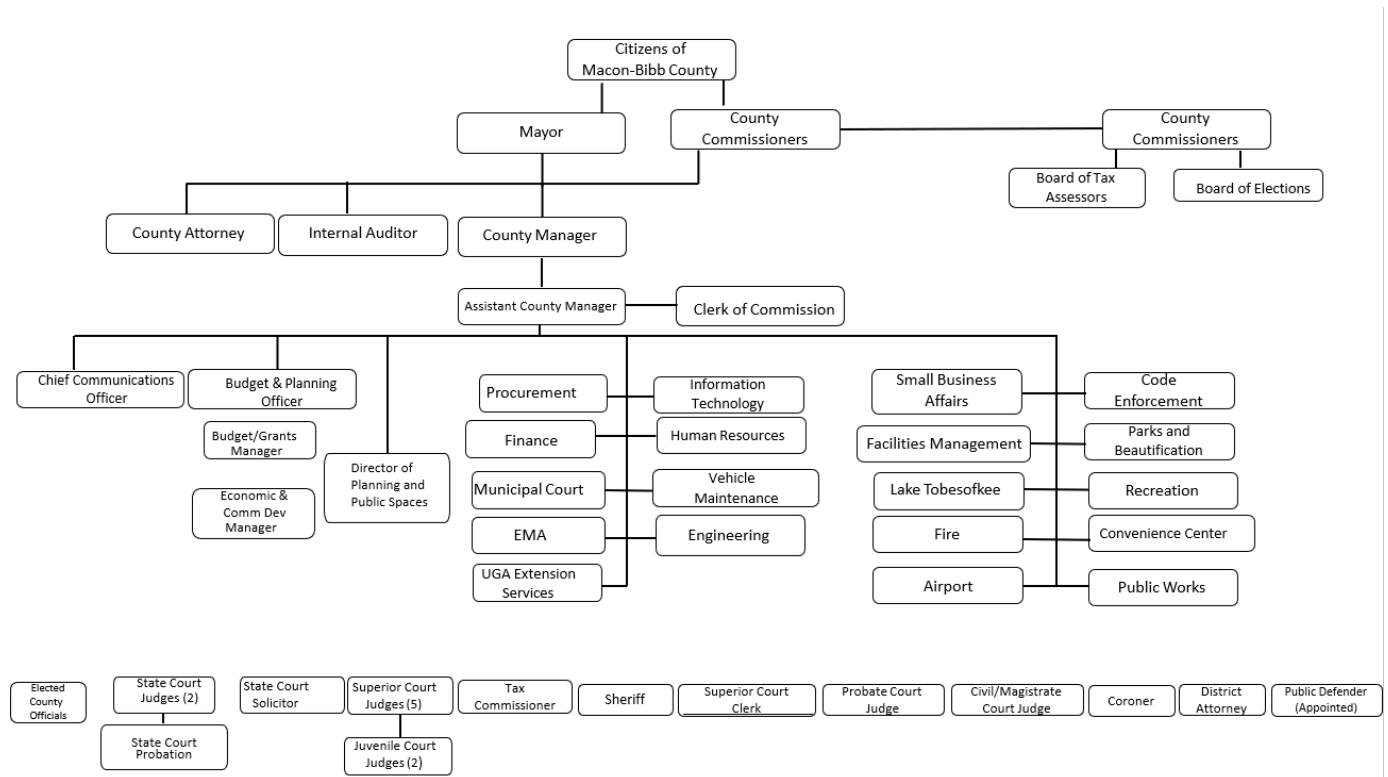 Citizens of
Macon-Bibb County
Mayor
County
Commissioners
County
Commissioners
Board of Tax
Assessors
Board of Elections
County Attorney
Internal Auditor
County Manager
Assistant County Manager
Clerk of Commission
Chief Communications
Officer
Budget & Planning
Officer
Budget/Grants
Manager
Economic &
Comm Dev
Manager
Director of
Planning and
Public Spaces
Procurement
Information
Technology
Finance
Human Resources
Municipal Court
Vehicle
Maintenance
EMA
Engineering
UGA Extension
Services
Small Business
Affairs
Code
Enforcement
Facilities Management
Parks and
Beautification
Lake Tobesofkee
Recreation
Fire
Convenience Center
Airport
Public Works
Elected
County
Officials
State Court
Judges (2)
State Court
Probation
State Court
Solicitor
Superior Court
Judges (5)
Juvenile Court
Judges (2)
Tax
Commissioner
Sheriff
Superior Court
Clerk
Probate Court
Judge
Civil/Magistrate
Court Judge
Coroner
District
Attorney
Public Defender
(Appointed)